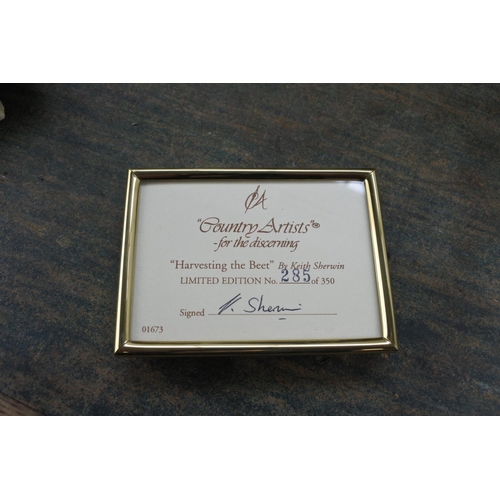 CA
"Country Artists"®
-for the discerning
"Harvesting the Beet" By Keith Sherwin
LIMITED EDITION No. 285 of 350
Signed K. Sherwin
01673